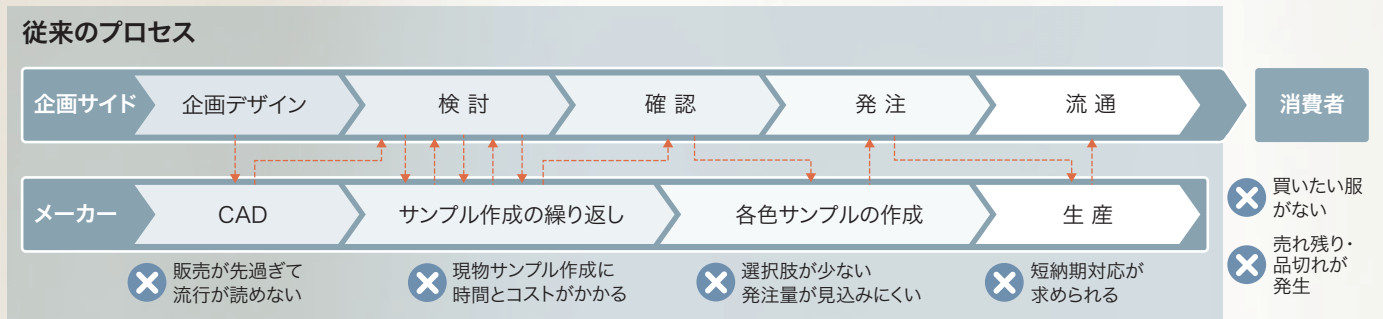 従来のプロセス
企画サイド
企画デザイン
検 討
確 認
発 注
流 通
消費者
メーカー
CAD
サンプル作成の繰り返し
各色サンプルの作成
生 産
販売が先過ぎて
流行が読めない
現物サンプル作成に
時間とコストがかかる
選択肢が少ない
発注量が見込みにくい
短納期対応が
求められる
買いたい服
がない
売れ残り・
品切れが
発生